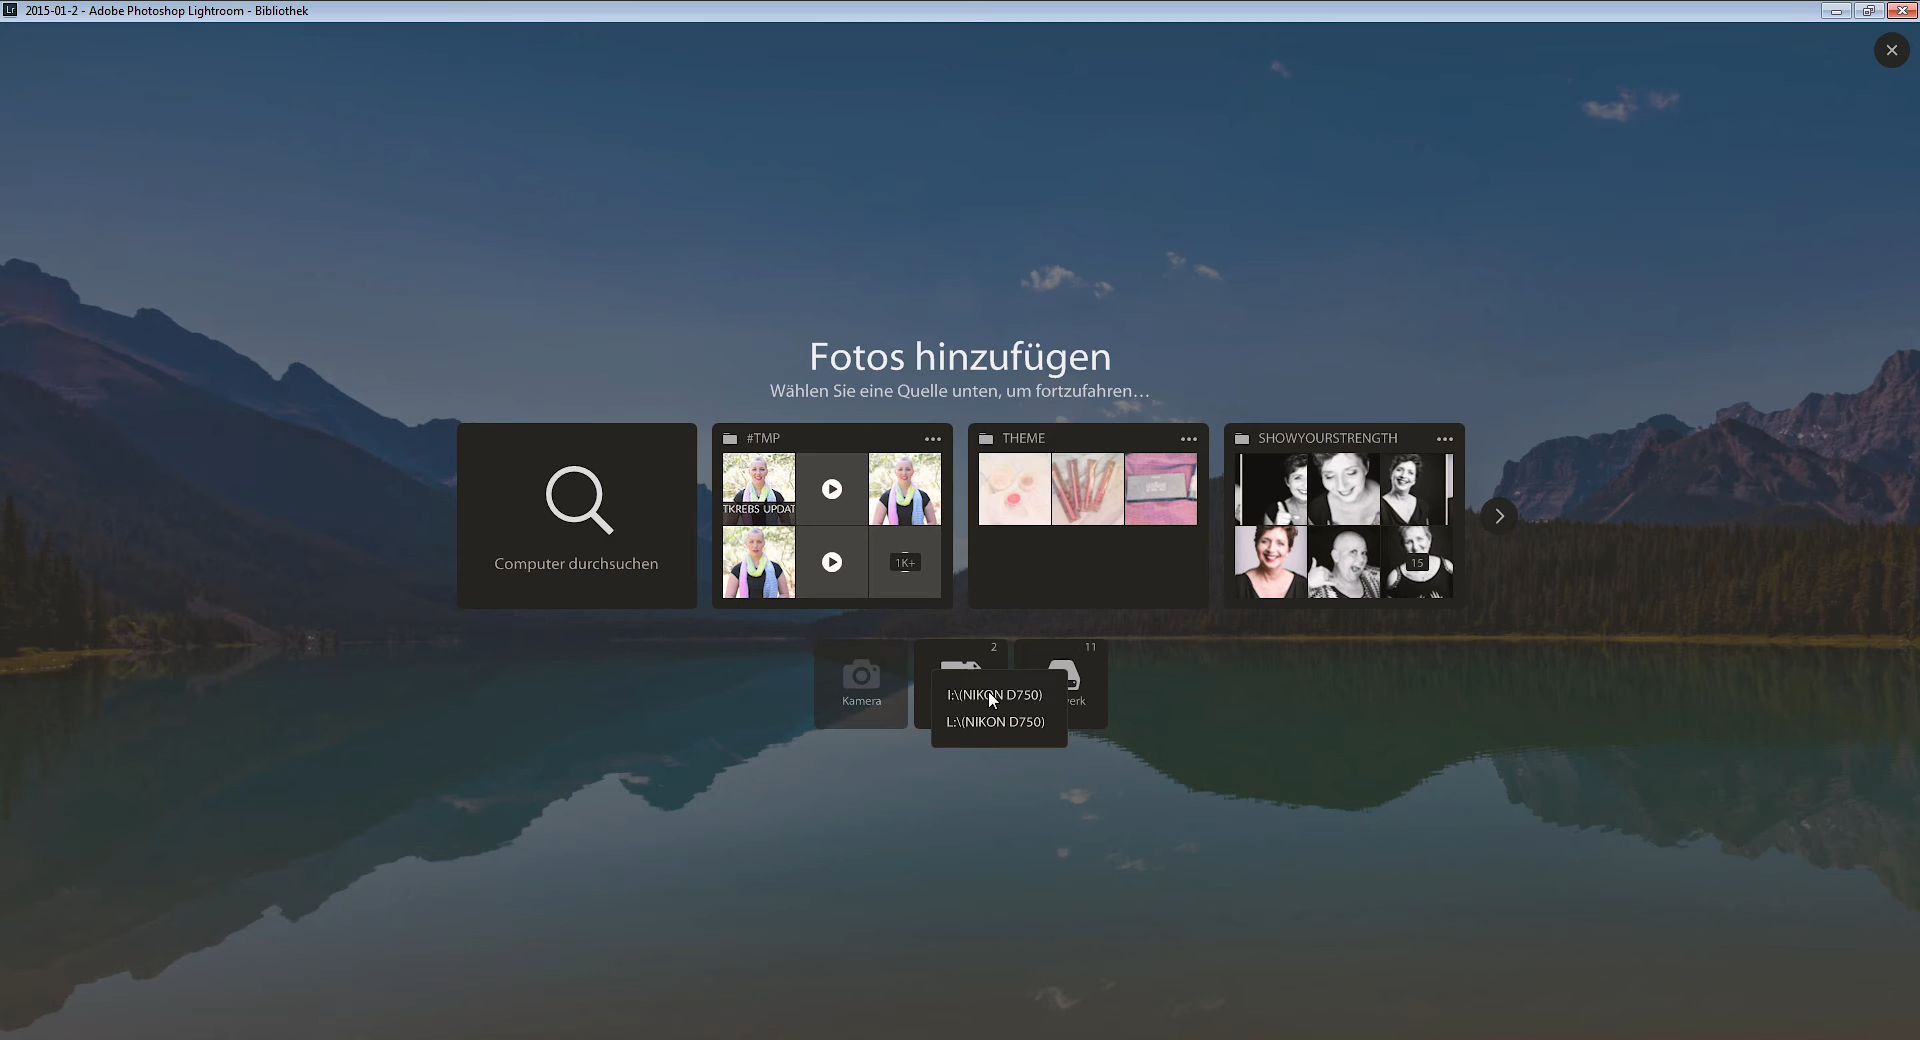 2015-01-2 - Adobe Photoshop Lightroom - Bibliothek
Fotos hinzufügen
Wählen Sie eine Quelle unten, um fortzufahren...
Computer durchsuchen
#TMP
TKREBS UPDAT
1K+
THEME
SHOWYOURSTRENGTH
15
Kamera
2
11
I:\(NIKON D750)
L:\(NIKON D750)
erk